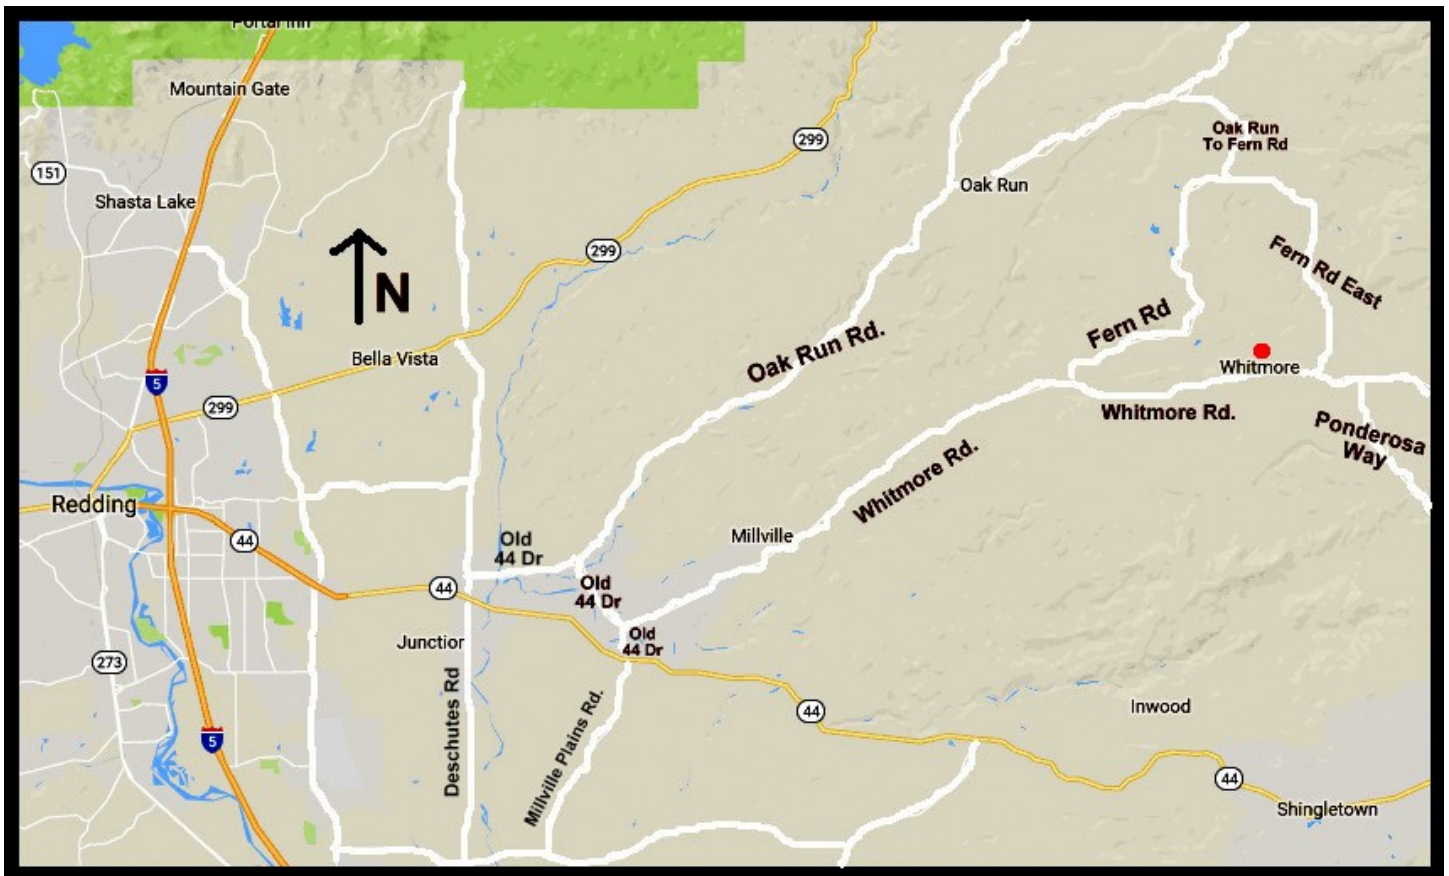 Portal Inn
Mountain Gate
299
151
Oak Run
To Fern Rd
Oak Run
Shasta Lake
299
N
Fern Rd East
Fern Rd
Oak Run Rd.
Bella Vista
Whitmore
5
299
Whitmore Rd.
Ponderosa
Way
Whitmore Rd.
Redding
44
Old
44 Dr
Millville
44
Old
44 Dr
Junction
Old
44 Dr
273
Deschutes Rd
Millville Plains Rd.
44
Inwood
5
44
Shingletown